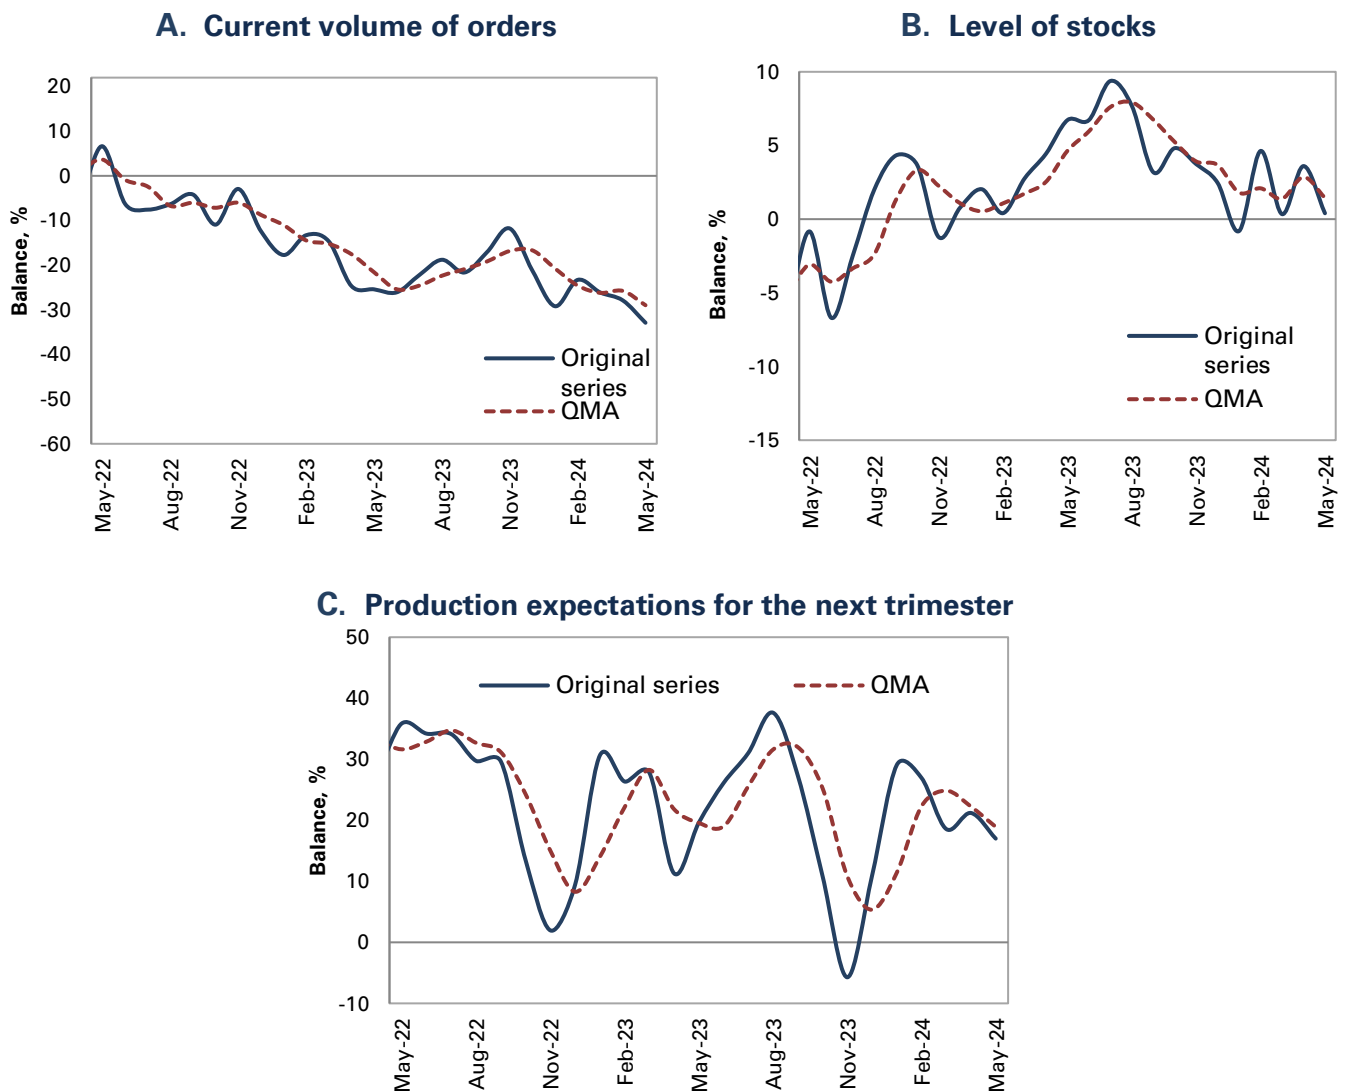 A. Current volume of orders
20
10
0
-10
-20
-30
-40
-50
-60
Balance, %
Original
series
QMA
May-22
Aug-22
Nov-22
Feb-23
May-23
Aug-23
Nov-23
Feb-24
May-24
B. Level of stocks
10
5
0
-5
-10
-15
Balance, %
Original
series
QMA
May-22
Aug-22
Nov-22
Feb-23
May-23
Aug-23
Nov-23
Feb-24
May-24
C. Production expectations for the next trimester
50
40
30
20
10
0
-10
Balance, %
Original series
QMA
May-22
Aug-22
Nov-22
Feb-23
May-23
Aug-23
Nov-23
Feb-24
May-24